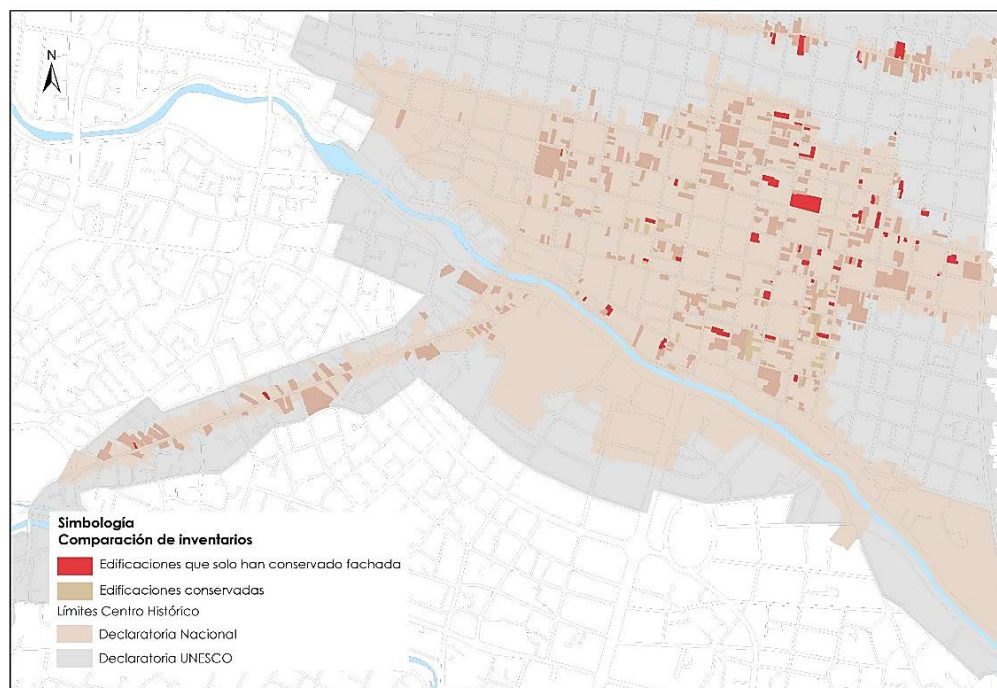 N
Simbología
Comparación de inventarios
Edificaciones que solo han conservado fachada
Edificaciones conservadas
Límites Centro Histórico
Declaratoria Nacional
Declaratoria UNESCO